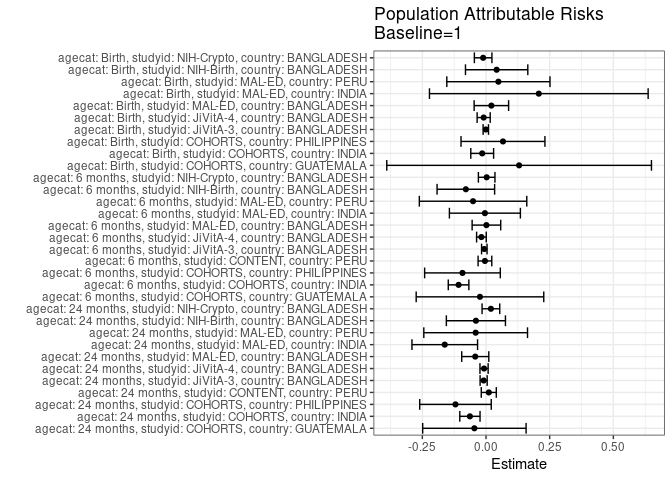 Population Attributable Risks
Baseline=1
agecat: Birth, studyid: NIH-Crypto, country: BANGLADESH
agecat: Birth, studyid: NIH-Birth, country: BANGLADESH
agecat: Birth, studyid: MAL-ED, country: PERU
agecat: Birth, studyid: MAL-ED, country: INDIA
agecat: Birth, studyid: MAL-ED, country: BANGLADESH
agecat: Birth, studyid: JiVitA-4, country: BANGLADESH
agecat: Birth, studyid: JiVitA-3, country: BANGLADESH
agecat: Birth, studyid: COHORTS, country: PHILIPPINES
agecat: Birth, studyid: COHORTS, country: INDIA
agecat: Birth, studyid: COHORTS, country: GUATEMALA
agecat: 6 months, studyid: NIH-Crypto, country: BANGLADESH
agecat: 6 months, studyid: NIH-Birth, country: BANGLADESH
agecat: 6 months, studyid: MAL-ED, country: PERU
agecat: 6 months, studyid: MAL-ED, country: INDIA
agecat: 6 months, studyid: MAL-ED, country: BANGLADESH
agecat: 6 months, studyid: JiVitA-4, country: BANGLADESH
agecat: 6 months, studyid: JiVitA-3, country: BANGLADESH
agecat: 6 months, studyid: CONTENT, country: PERU
agecat: 6 months, studyid: COHORTS, country: PHILIPPINES
agecat: 6 months, studyid: COHORTS, country: INDIA
agecat: 6 months, studyid: COHORTS, country: GUATEMALA
agecat: 24 months, studyid: NIH-Crypto, country: BANGLADESH
agecat: 24 months, studyid: NIH-Birth, country: BANGLADESH
agecat: 24 months, studyid: MAL-ED, country: PERU
agecat: 24 months, studyid: MAL-ED, country: INDIA
agecat: 24 months, studyid: MAL-ED, country: BANGLADESH
agecat: 24 months, studyid: JiVitA-4, country: BANGLADESH
agecat: 24 months, studyid: JiVitA-3, country: BANGLADESH
agecat: 24 months, studyid: CONTENT, country: PERU
agecat: 24 months, studyid: COHORTS, country: PHILIPPINES
agecat: 24 months, studyid: COHORTS, country: INDIA
agecat: 24 months, studyid: COHORTS, country: GUATEMALA
-0.25 0.00 0.25 0.50
Estimate